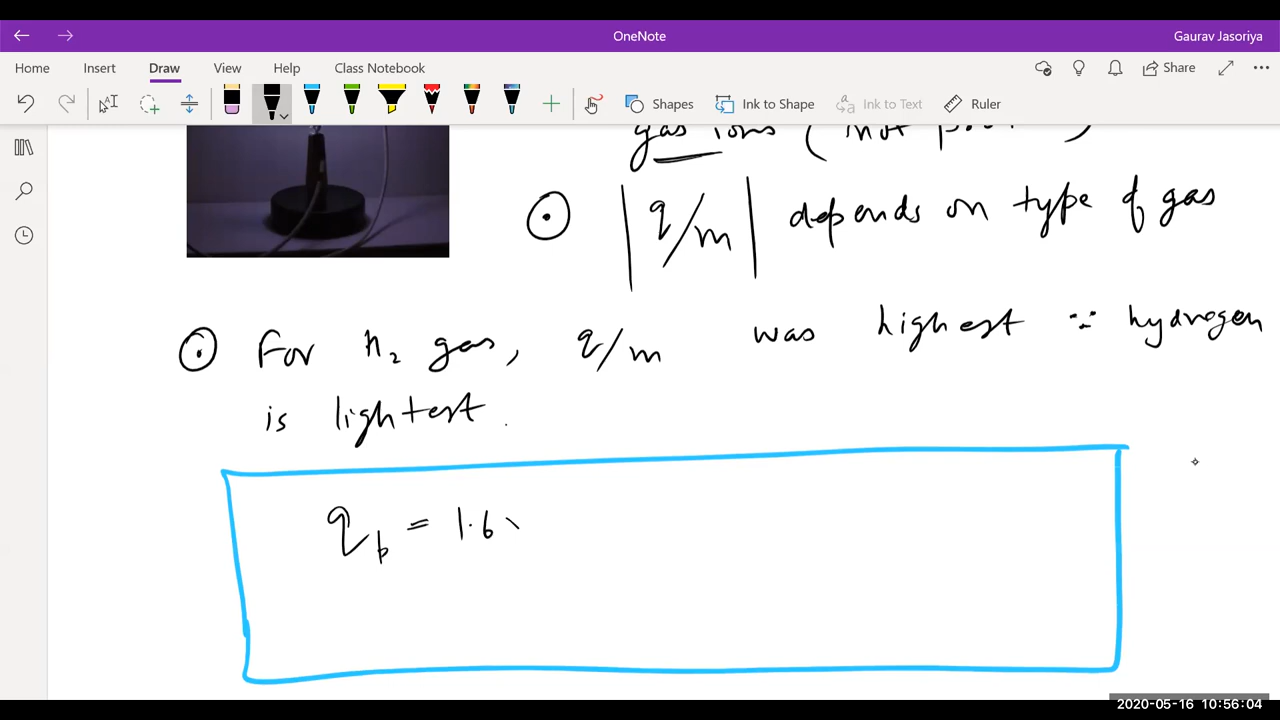 OneNote
Gaurav Jasoriya
Home Insert Draw View Help Class Notebook
Share
Shapes Ink to Shape Ink to Text Ruler
gas ions (not
⊙ |q/m| depends on type of gas
⊙ For H₂ gas, q/m was highest ∵ hydrogen
is lightest.
qₚ = 1.6
2020-05-16 10:56:04